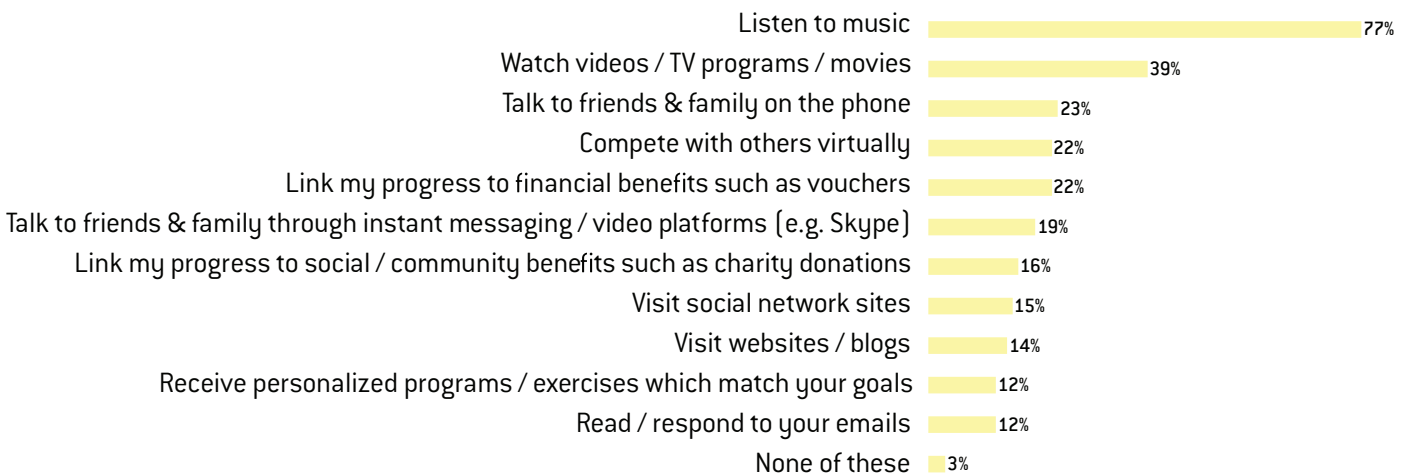 Listen to music 77%
Watch videos / TV programs / movies 39%
Talk to friends & family on the phone 23%
Compete with others virtually 22%
Link my progress to financial benefits such as vouchers 22%
Talk to friends & family through instant messaging / video platforms (e.g. Skype) 19%
Link my progress to social / community benefits such as charity donations 16%
Visit social network sites 15%
Visit websites / blogs 14%
Receive personalized programs / exercises which match your goals 12%
Read / respond to your emails 12%
None of these 3%